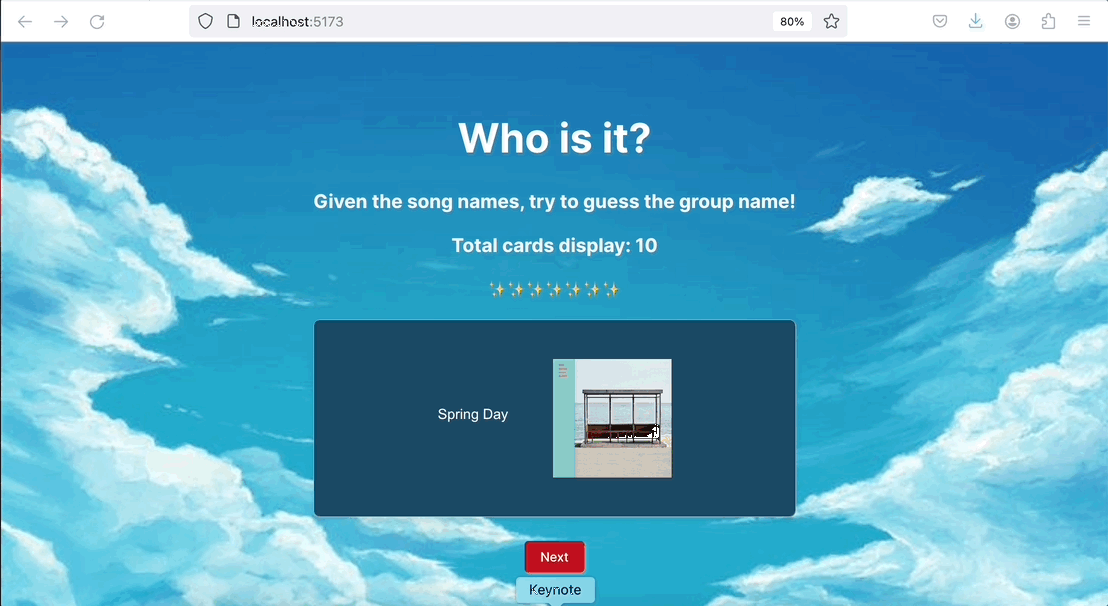 localhost:5173
80%
Who is it?
Given the song names, try to guess the group name!
Total cards display: 10
✨✨✨✨✨✨✨
Spring Day
Next
Keynote